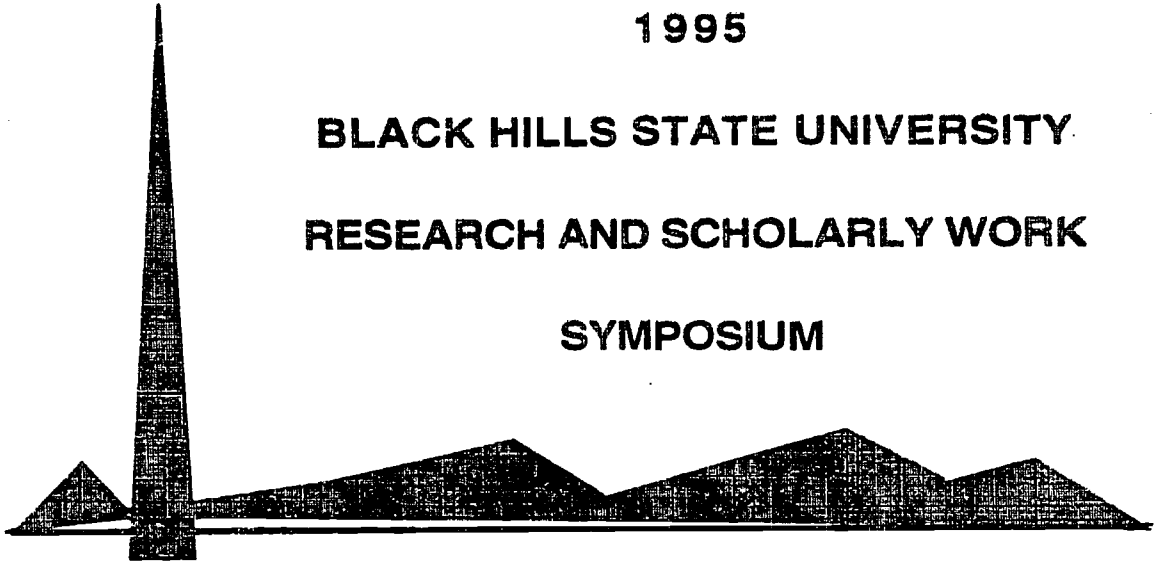 1995
BLACK HILLS STATE UNIVERSITY
RESEARCH AND SCHOLARLY WORK
SYMPOSIUM